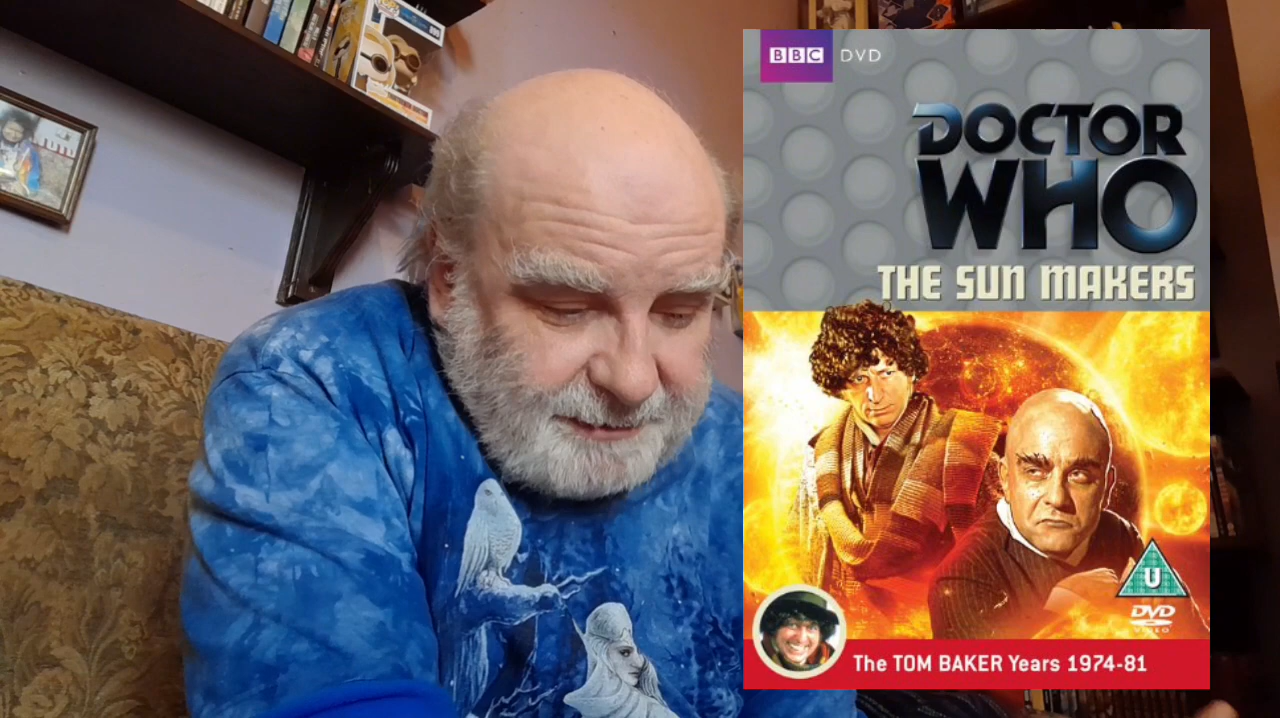 BBC DVD
DOCTOR
WHO
THE SUN MAKERS
U
DVD
VIDEO
The TOM BAKER Years 1974-81